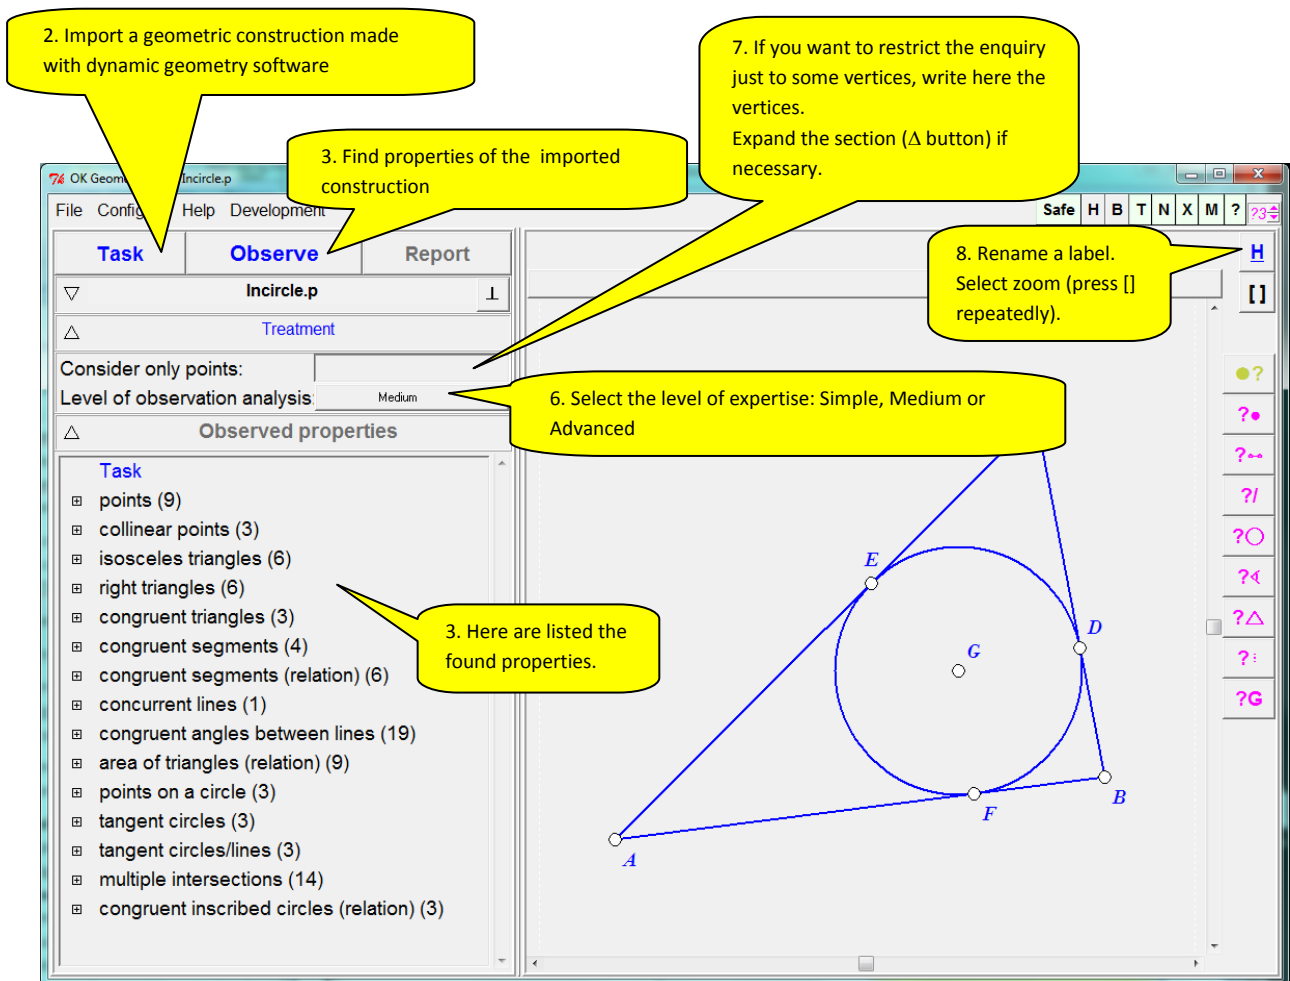 2. Import a geometric construction made
with dynamic geometry software
7. If you want to restrict the enquiry
just to some vertices, write here the
vertices.
Expand the section (Δ button) if
necessary.
3. Find properties of the imported
construction
OK Geom
Incircle.p
File Config Help Development
Safe H B T N X M ? ?3
Task Observe Report
Incircle.p
Treatment
8. Rename a label.
Select zoom (press []
repeatedly).
H
[ ]
Consider only points:
Level of observation analysis: Medium
6. Select the level of expertise: Simple, Medium or
Advanced
Observed properties
Task
points (9)
collinear points (3)
isosceles triangles (6)
right triangles (6)
congruent triangles (3)
congruent segments (4)
congruent segments (relation) (6)
concurrent lines (1)
congruent angles between lines (19)
area of triangles (relation) (9)
points on a circle (3)
tangent circles (3)
tangent circles/lines (3)
multiple intersections (14)
congruent inscribed circles (relation) (3)
3. Here are listed the
found properties.
E
D
G
B
F
A
?
?
?
?/
?
?
?
?
?G